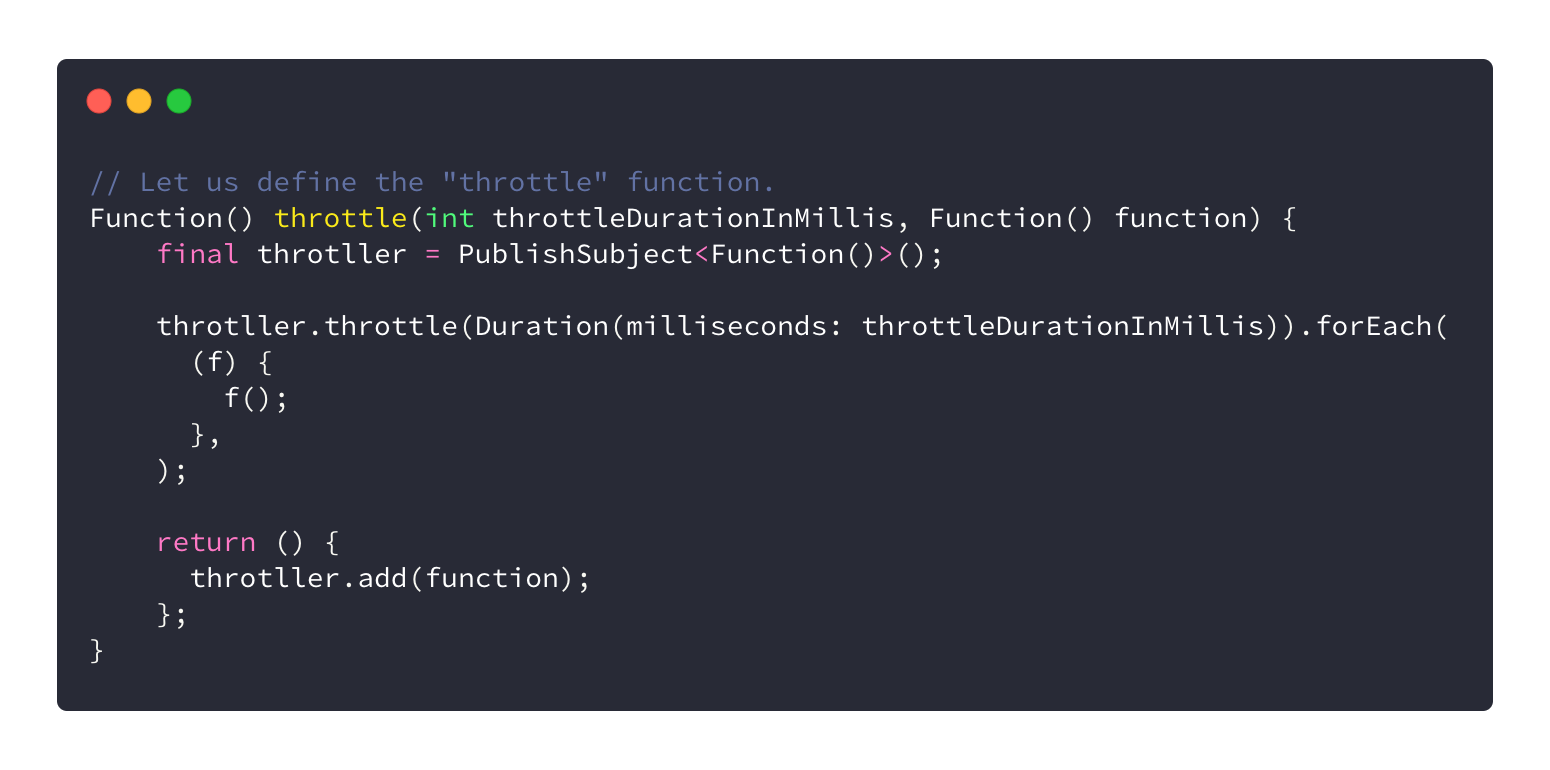 // Let us define the "throttle" function.
Function() throttle(int throttleDurationInMillis, Function() function) {
    final throtller = PublishSubject<Function()>();

    throtller.throttle(Duration(milliseconds: throttleDurationInMillis)).forEach(
      (f) {
        f();
      },
    );

    return () {
      throtller.add(function);
    };
}